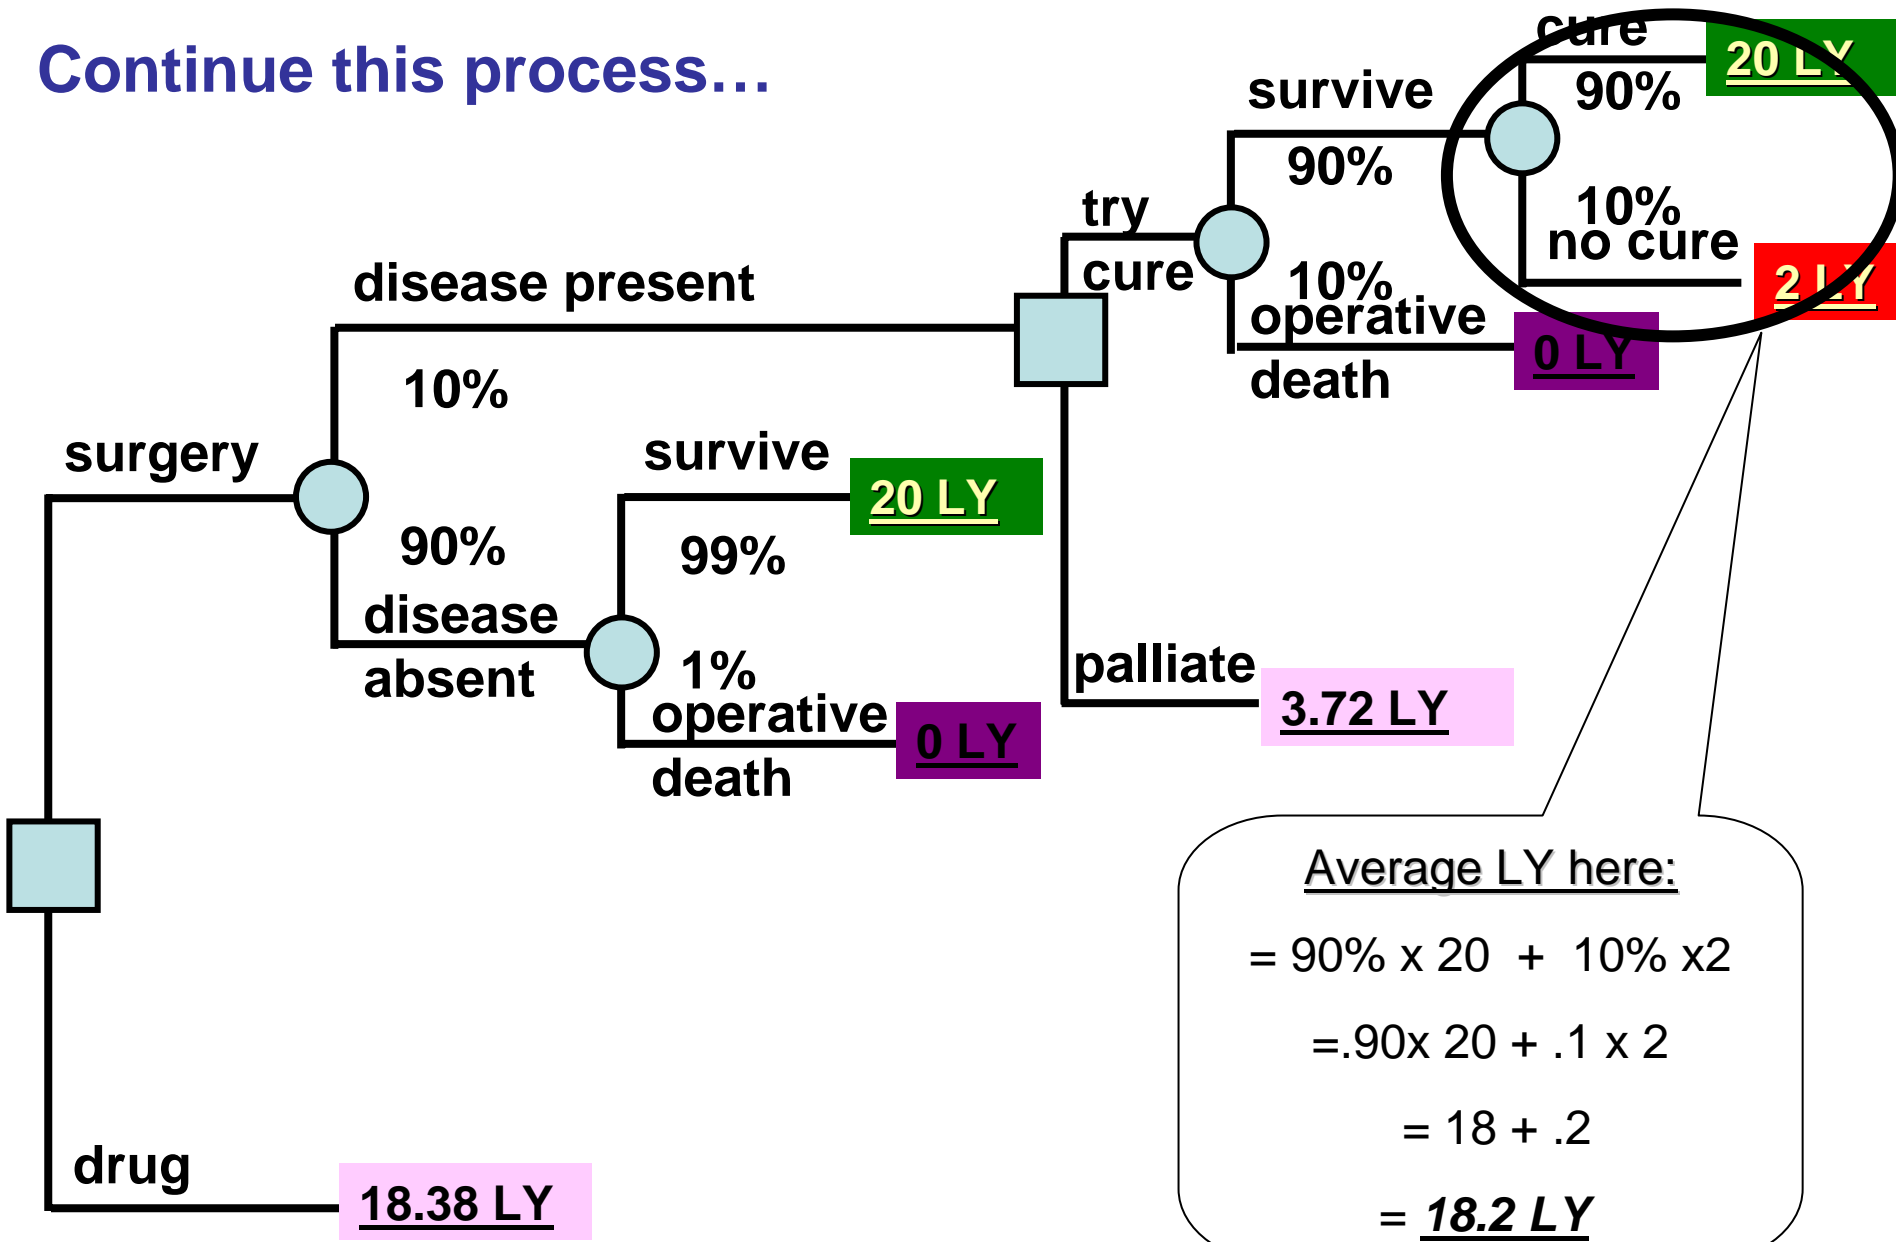 Continue this process…
cure
20 LY
90%
survive
90%
10%
no cure
2 LY
try
cure
10%
operative
death
0 LY
disease present
10%
surgery
survive
20 LY
90%
99%
disease
absent
1%
operative
death
0 LY
palliate
3.72 LY
drug
18.38 LY
Average LY here:
= 90% x 20 + 10% x2
=.90x 20 + .1 x 2
= 18 + .2
= 18.2 LY